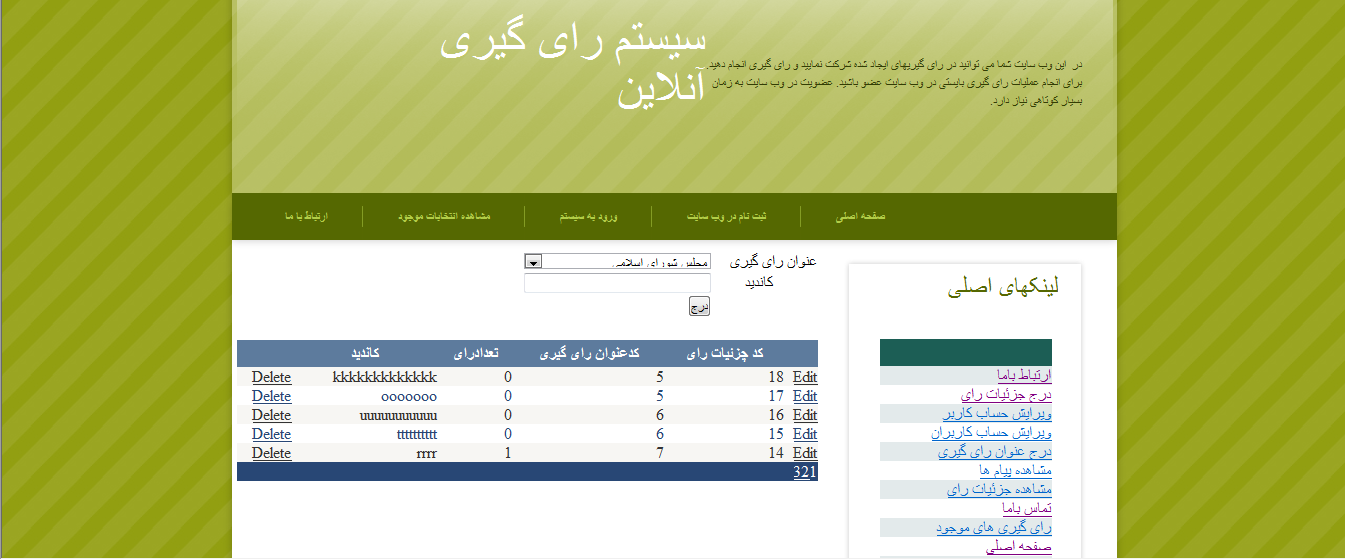 سیستم رای گیری
آنلاین
در این وب سایت شما می توانید در رای گیریهای ایجاد شده شرکت نمایید و رای گیری انجام دهید.
برای انجام عملیات رای گیری بایستی در وب سایت عضو باشید. عضویت در وب سایت به زمان
بسیار کوتاهی نیاز دارد.
صفحه اصلی ثبت نام در وب سایت ورود به سیستم مشاهده انتخابات موجود ارتباط با ما
لینکهای اصلی
ارتباط باما
درج جزئیات رای
ویرایش حساب کاربر
ویرایش حساب کاربران
درج عنوان رای گیری
مشاهده پیام ها
مشاهده جزئیات رای
تماس باما
رای گیری های موجود
صفحه اصلی
عنوان رای گیری مجلس شورای اسلامی
کاندید
درج
کد جزئیات رای کدعنوان رای گیری تعدادرای کاندید
Edit 18 5 0 kkkkkkkkkkkkk Delete
Edit 17 5 0 ooooooo Delete
Edit 16 6 0 uuuuuuuuuuu Delete
Edit 15 6 0 tttttttttt Delete
Edit 14 7 1 rrrr Delete
321